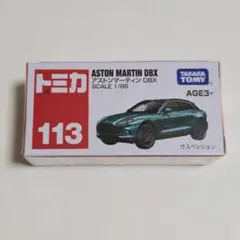 トミカ
113
ASTON MARTIN DBX
アストンマーティン DBX
SCALE 1/66
TAKARA
TOMY
AGE3+
サスペンション